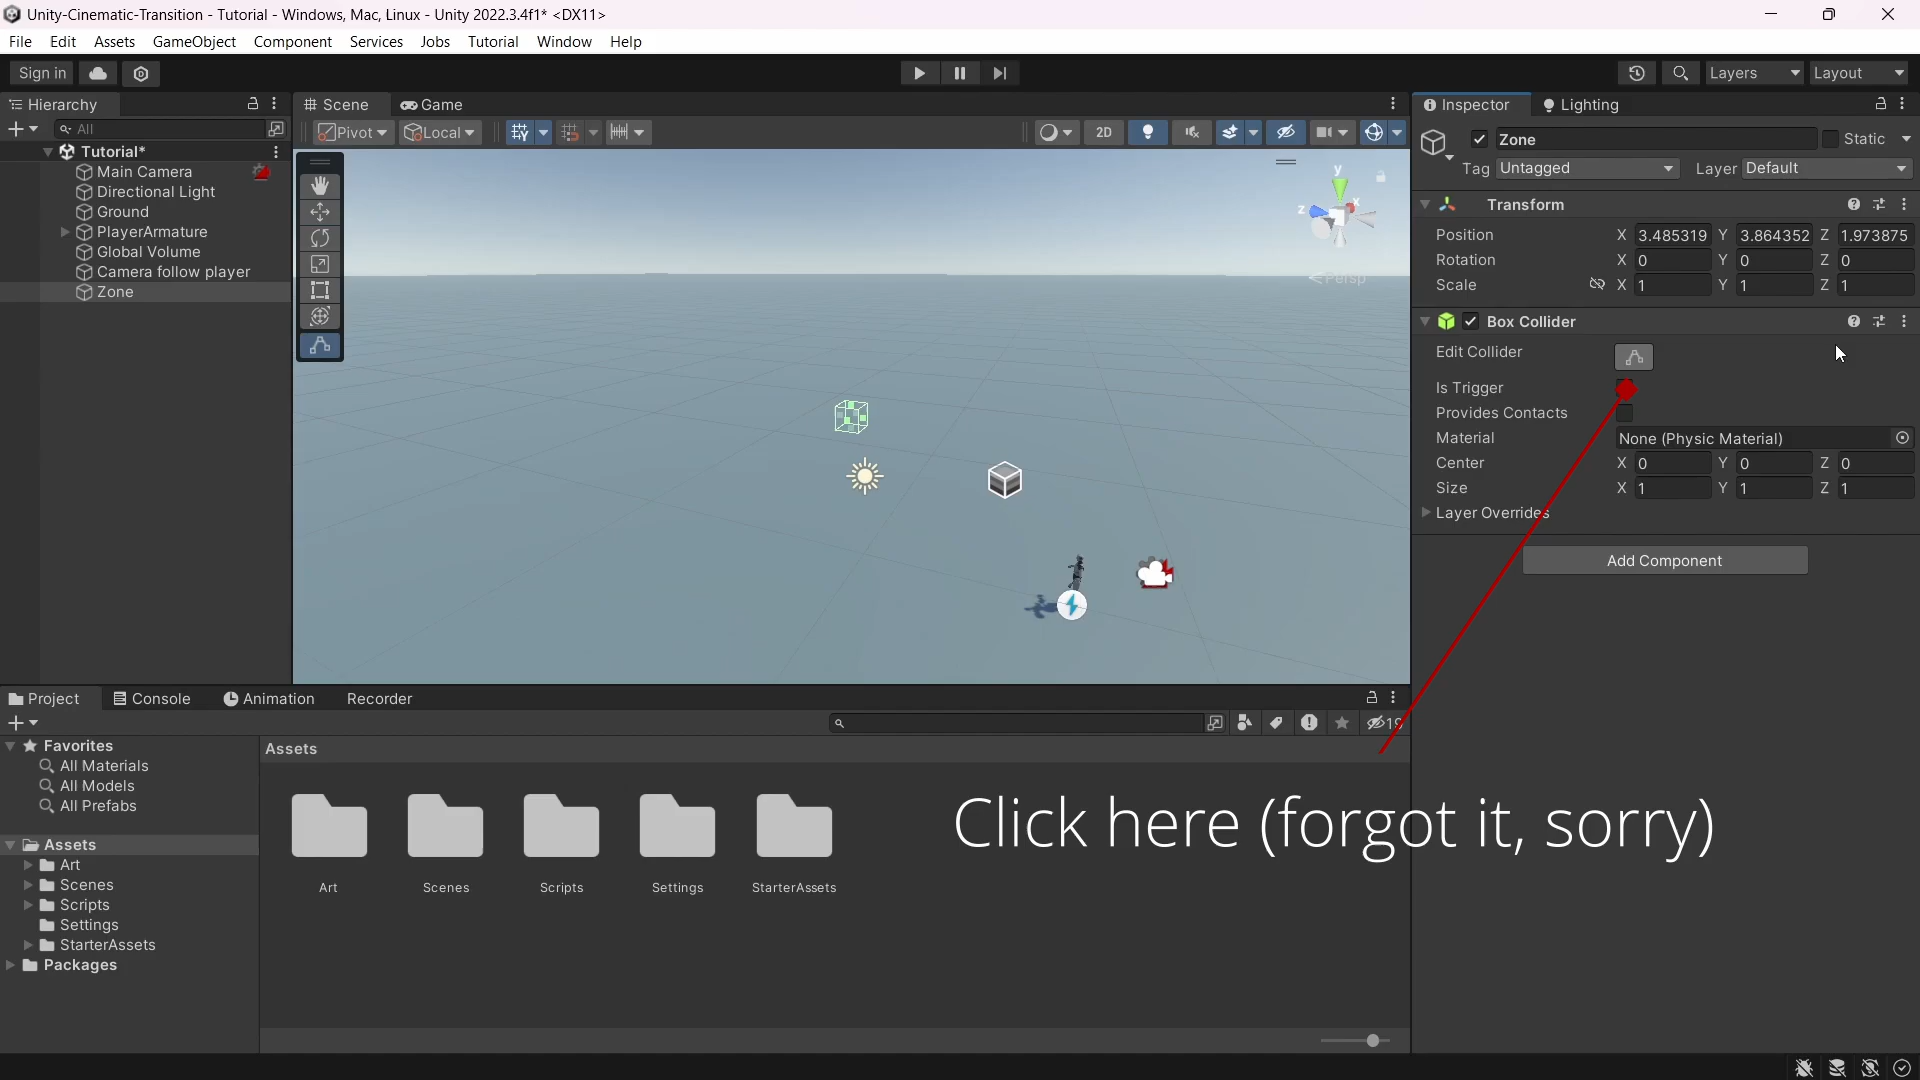 Unity-Cinematic-Transition - Tutorial - Windows, Mac, Linux - Unity 2022.3.4f1* <DX11>
File Edit Assets GameObject Component Services Jobs Tutorial Window Help
Sign in
Layers
Layout
Hierarchy
All
Tutorial*
Main Camera
Directional Light
Ground
PlayerArmature
Global Volume
Camera follow player
Zone
Scene
Game
Pivot
Local
2D
y
z
x
Persp
Inspector
Lighting
Zone
Static
Tag Untagged
Layer Default
Transform
Position X 3.485319 Y 3.864352 Z 1.973875
Rotation X 0 Y 0 Z 0
Scale X 1 Y 1 Z 1
Box Collider
Edit Collider
Is Trigger
Provides Contacts
Material None (Physic Material)
Center X 0 Y 0 Z 0
Size X 1 Y 1 Z 1
Layer Overrides
Add Component
Project
Console
Animation
Recorder
19
Favorites
All Materials
All Models
All Prefabs
Assets
Art
Scenes
Scripts
Settings
StarterAssets
Packages
Assets
Art
Scenes
Scripts
Settings
StarterAssets
Click here (forgot it, sorry)